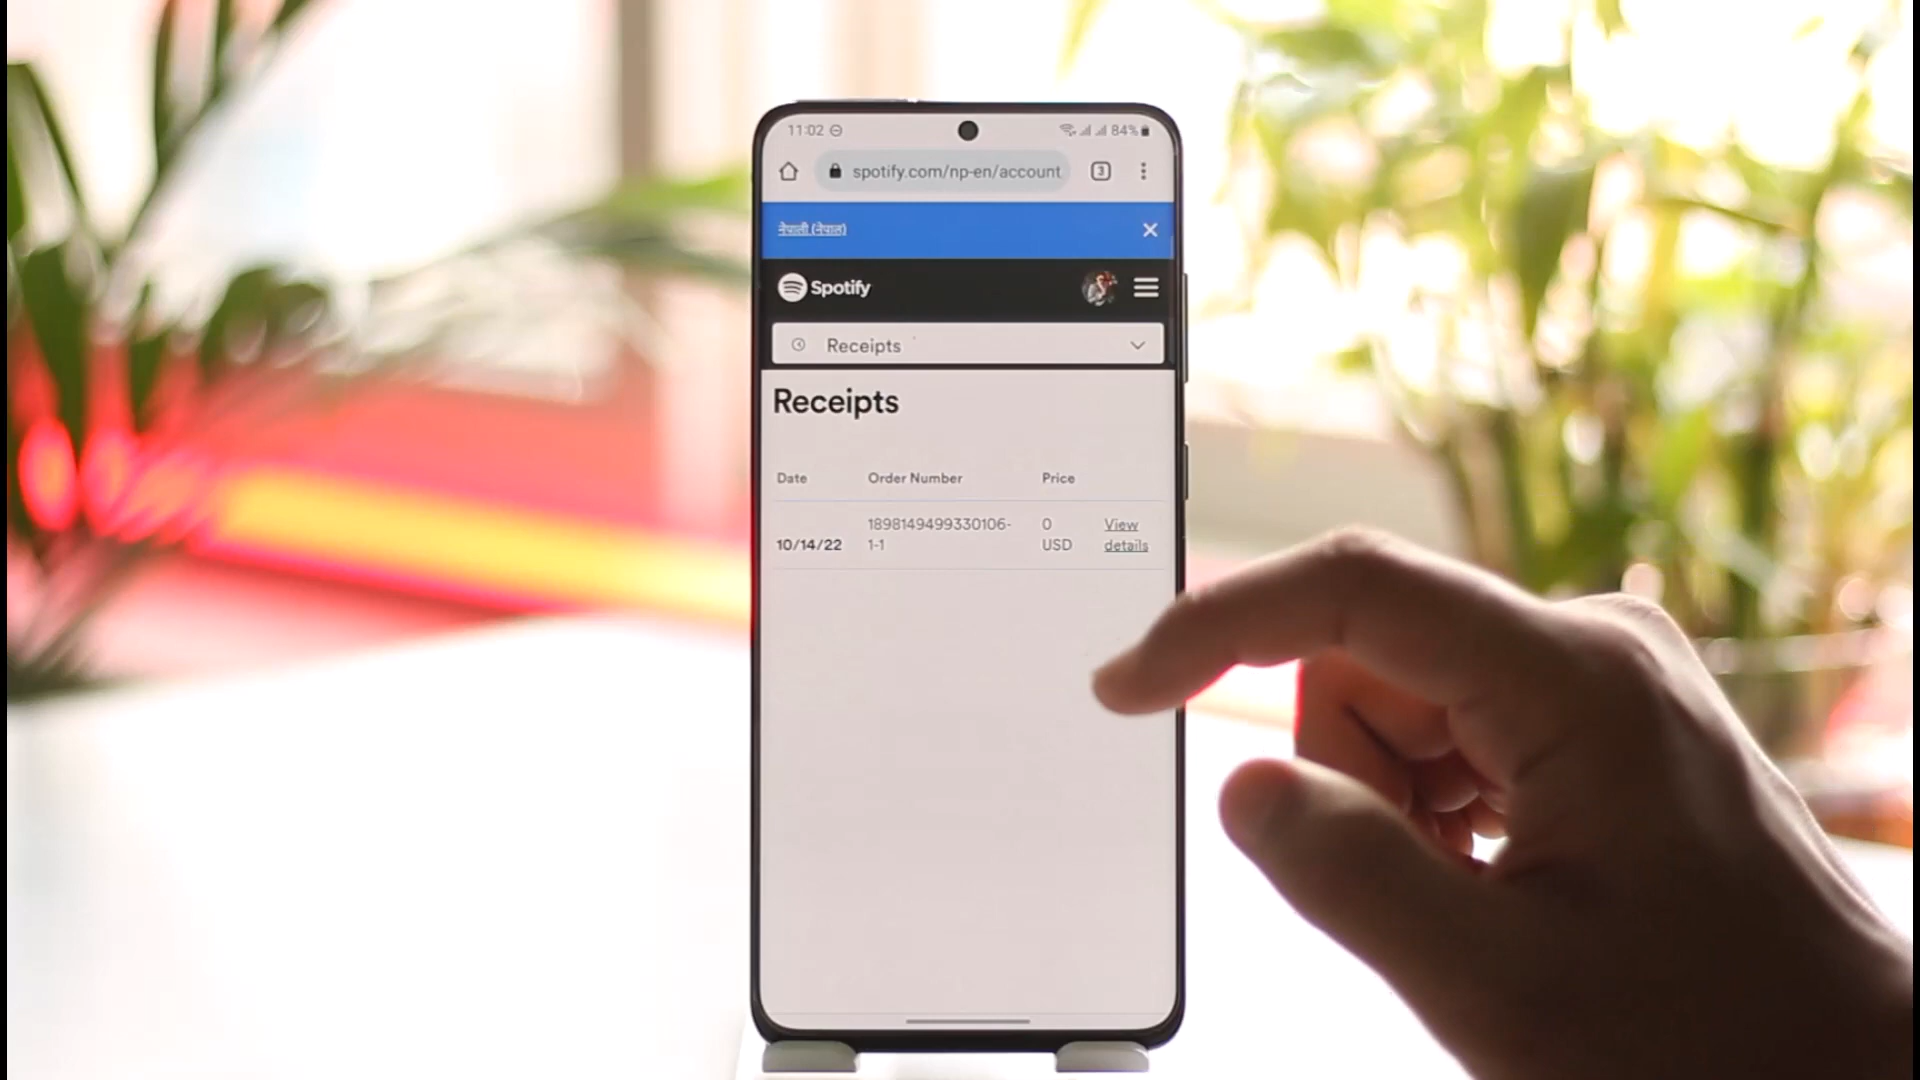 11:02 84%
spotify.com/np-en/account 3
नेपाली (नेपाल)
Spotify
Receipts
Receipts
Date Order Number Price
1898149499330106- 0 View
10/14/22 1-1 USD details